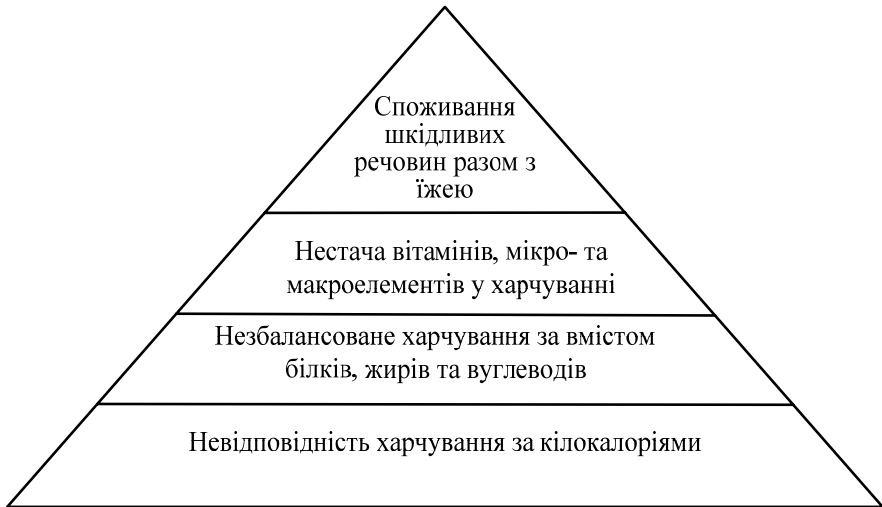 Споживання
шкідливих
речовин разом з
їжею
Нестача вітамінів, мікро- та
макроелементів у харчуванні
Незбалансоване харчування за вмістом
білків, жирів та вуглеводів
Невідповідність харчування за кілокалоріями